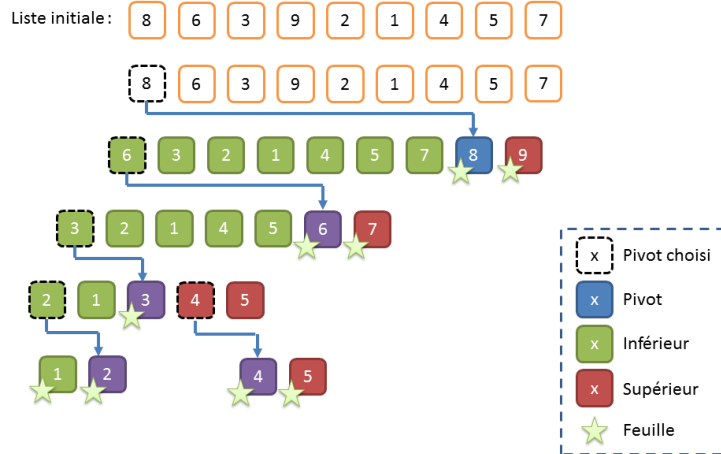 Liste initiale : 8 6 3 9 2 1 4 5 7
8 6 3 9 2 1 4 5 7
6 3 2 1 4 5 7 8 9
3 2 1 4 5 6 7
2 1 3 4 5
1 2 4 5
x Pivot choisi
x Pivot
x Inférieur
x Supérieur
Feuille